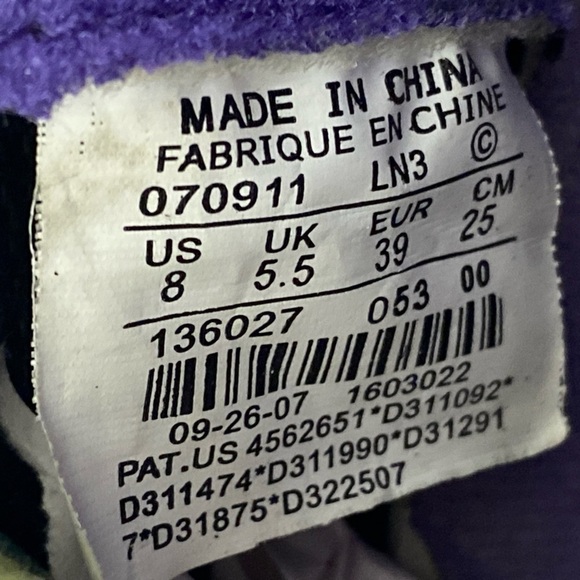 MADE IN CHINA
FABRIQUE EN CHINE
070911 LN3 ©
US UK EUR CM
8 5.5 39 25
136027 053 00
09-26-07 1603022
PAT.US 4562651*D311092*
D311474*D311990*D31291
7*D31875*D322507